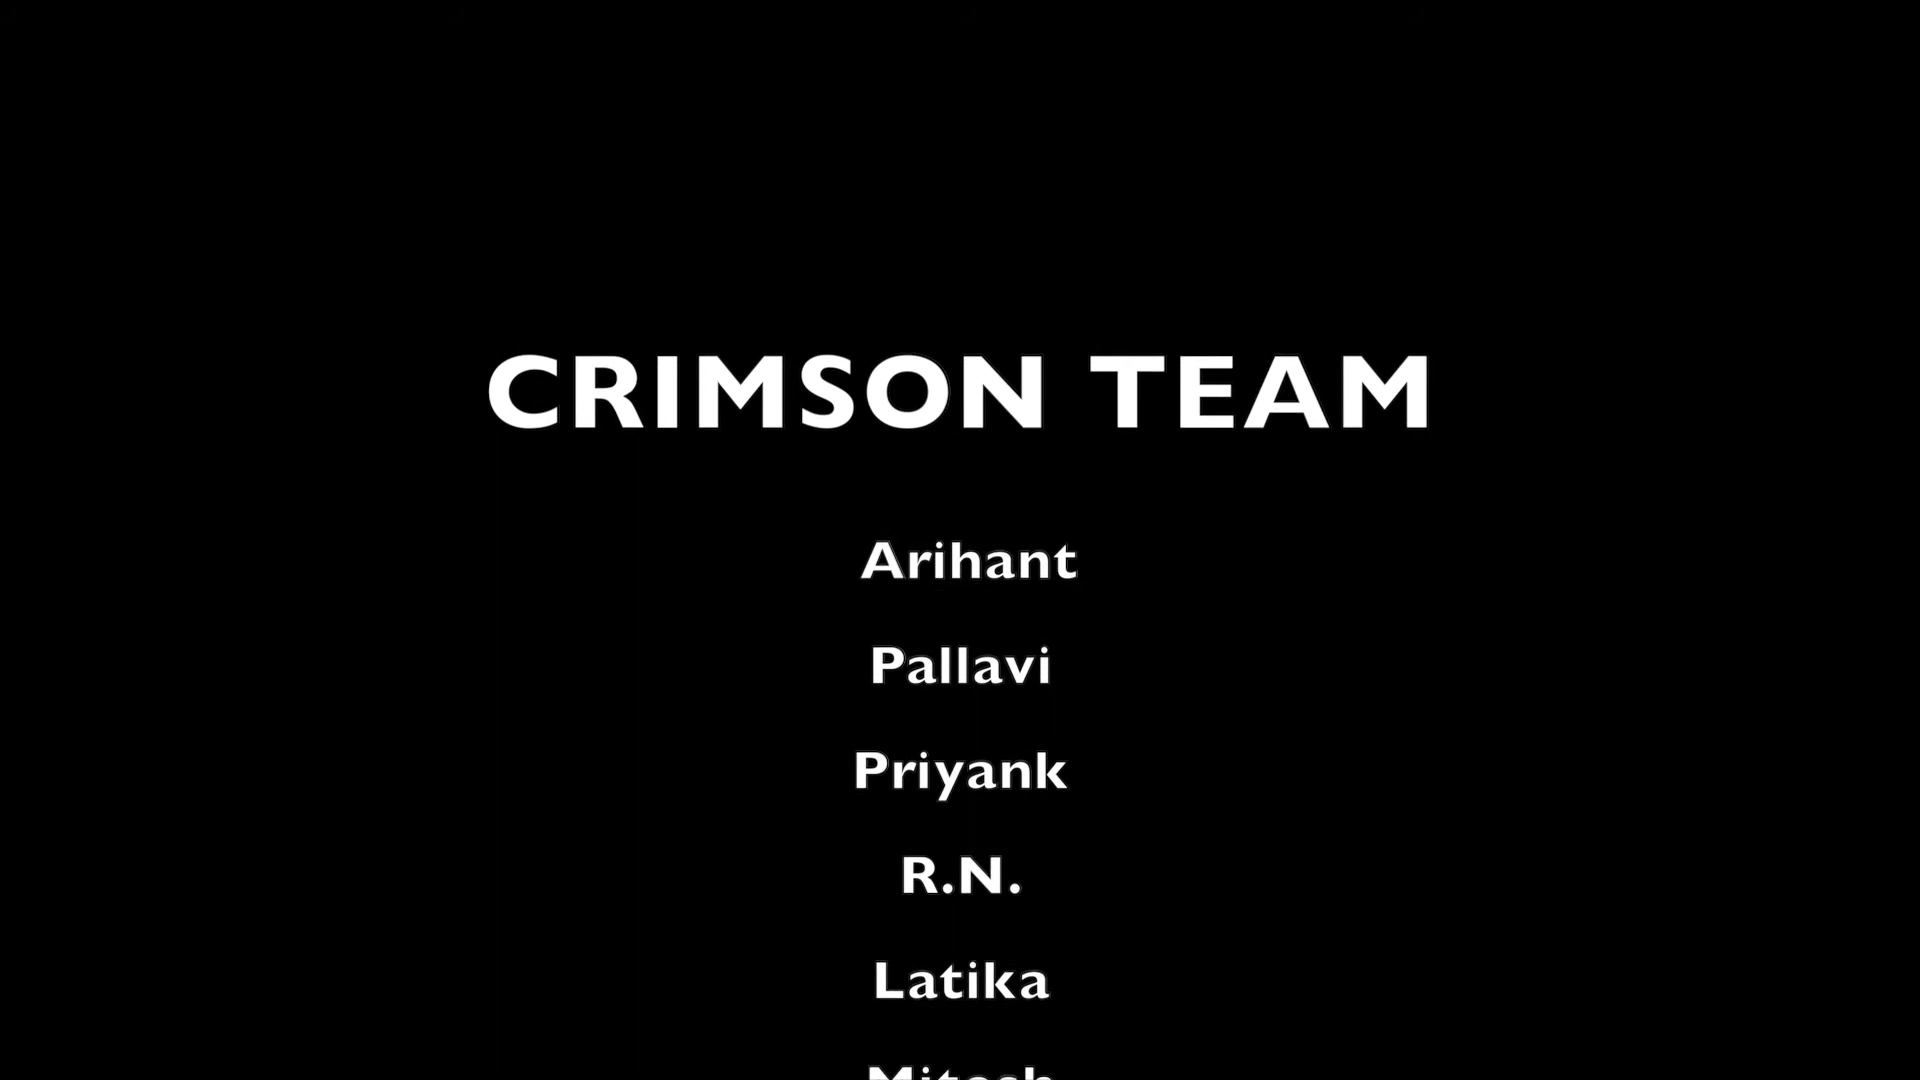 CRIMSON TEAM
Arihant
Pallavi
Priyank
R.N.
Latika